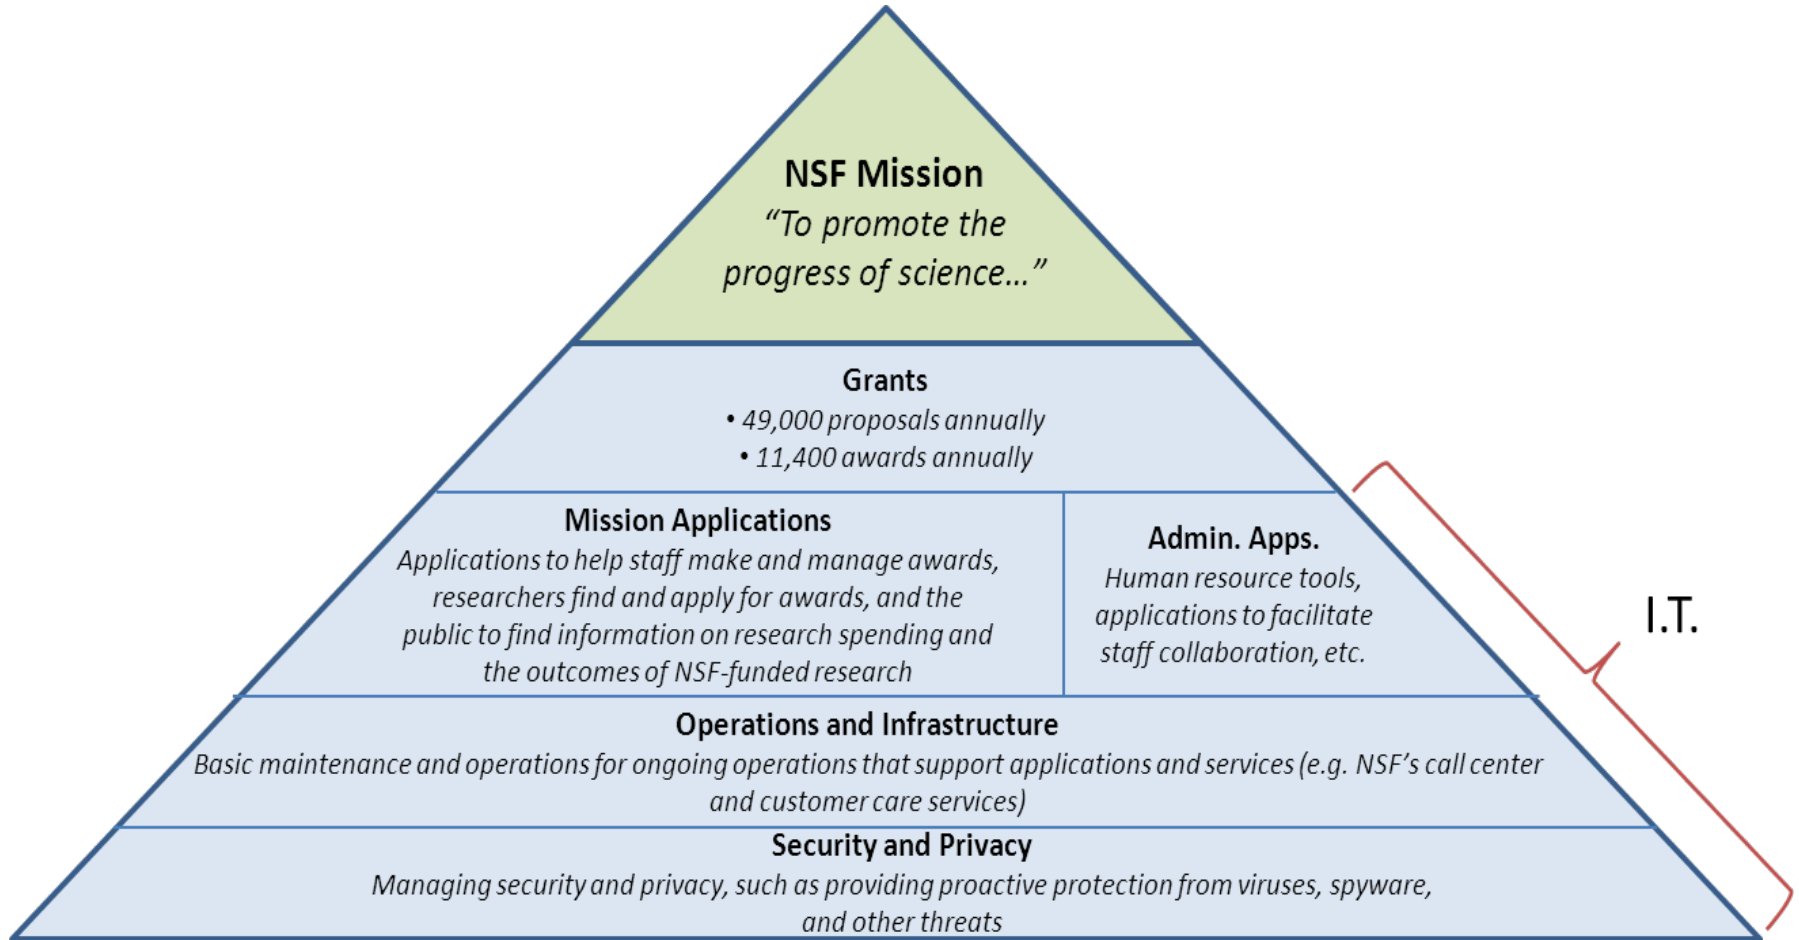 NSF Mission
“To promote the
progress of science…”
Grants
• 49,000 proposals annually
• 11,400 awards annually
Mission Applications
Applications to help staff make and manage awards,
researchers find and apply for awards, and the
public to find information on research spending and
the outcomes of NSF-funded research
Admin. Apps.
Human resource tools,
applications to facilitate
staff collaboration, etc.
I.T.
Operations and Infrastructure
Basic maintenance and operations for ongoing operations that support applications and services (e.g. NSF’s call center
and customer care services)
Security and Privacy
Managing security and privacy, such as providing proactive protection from viruses, spyware,
and other threats